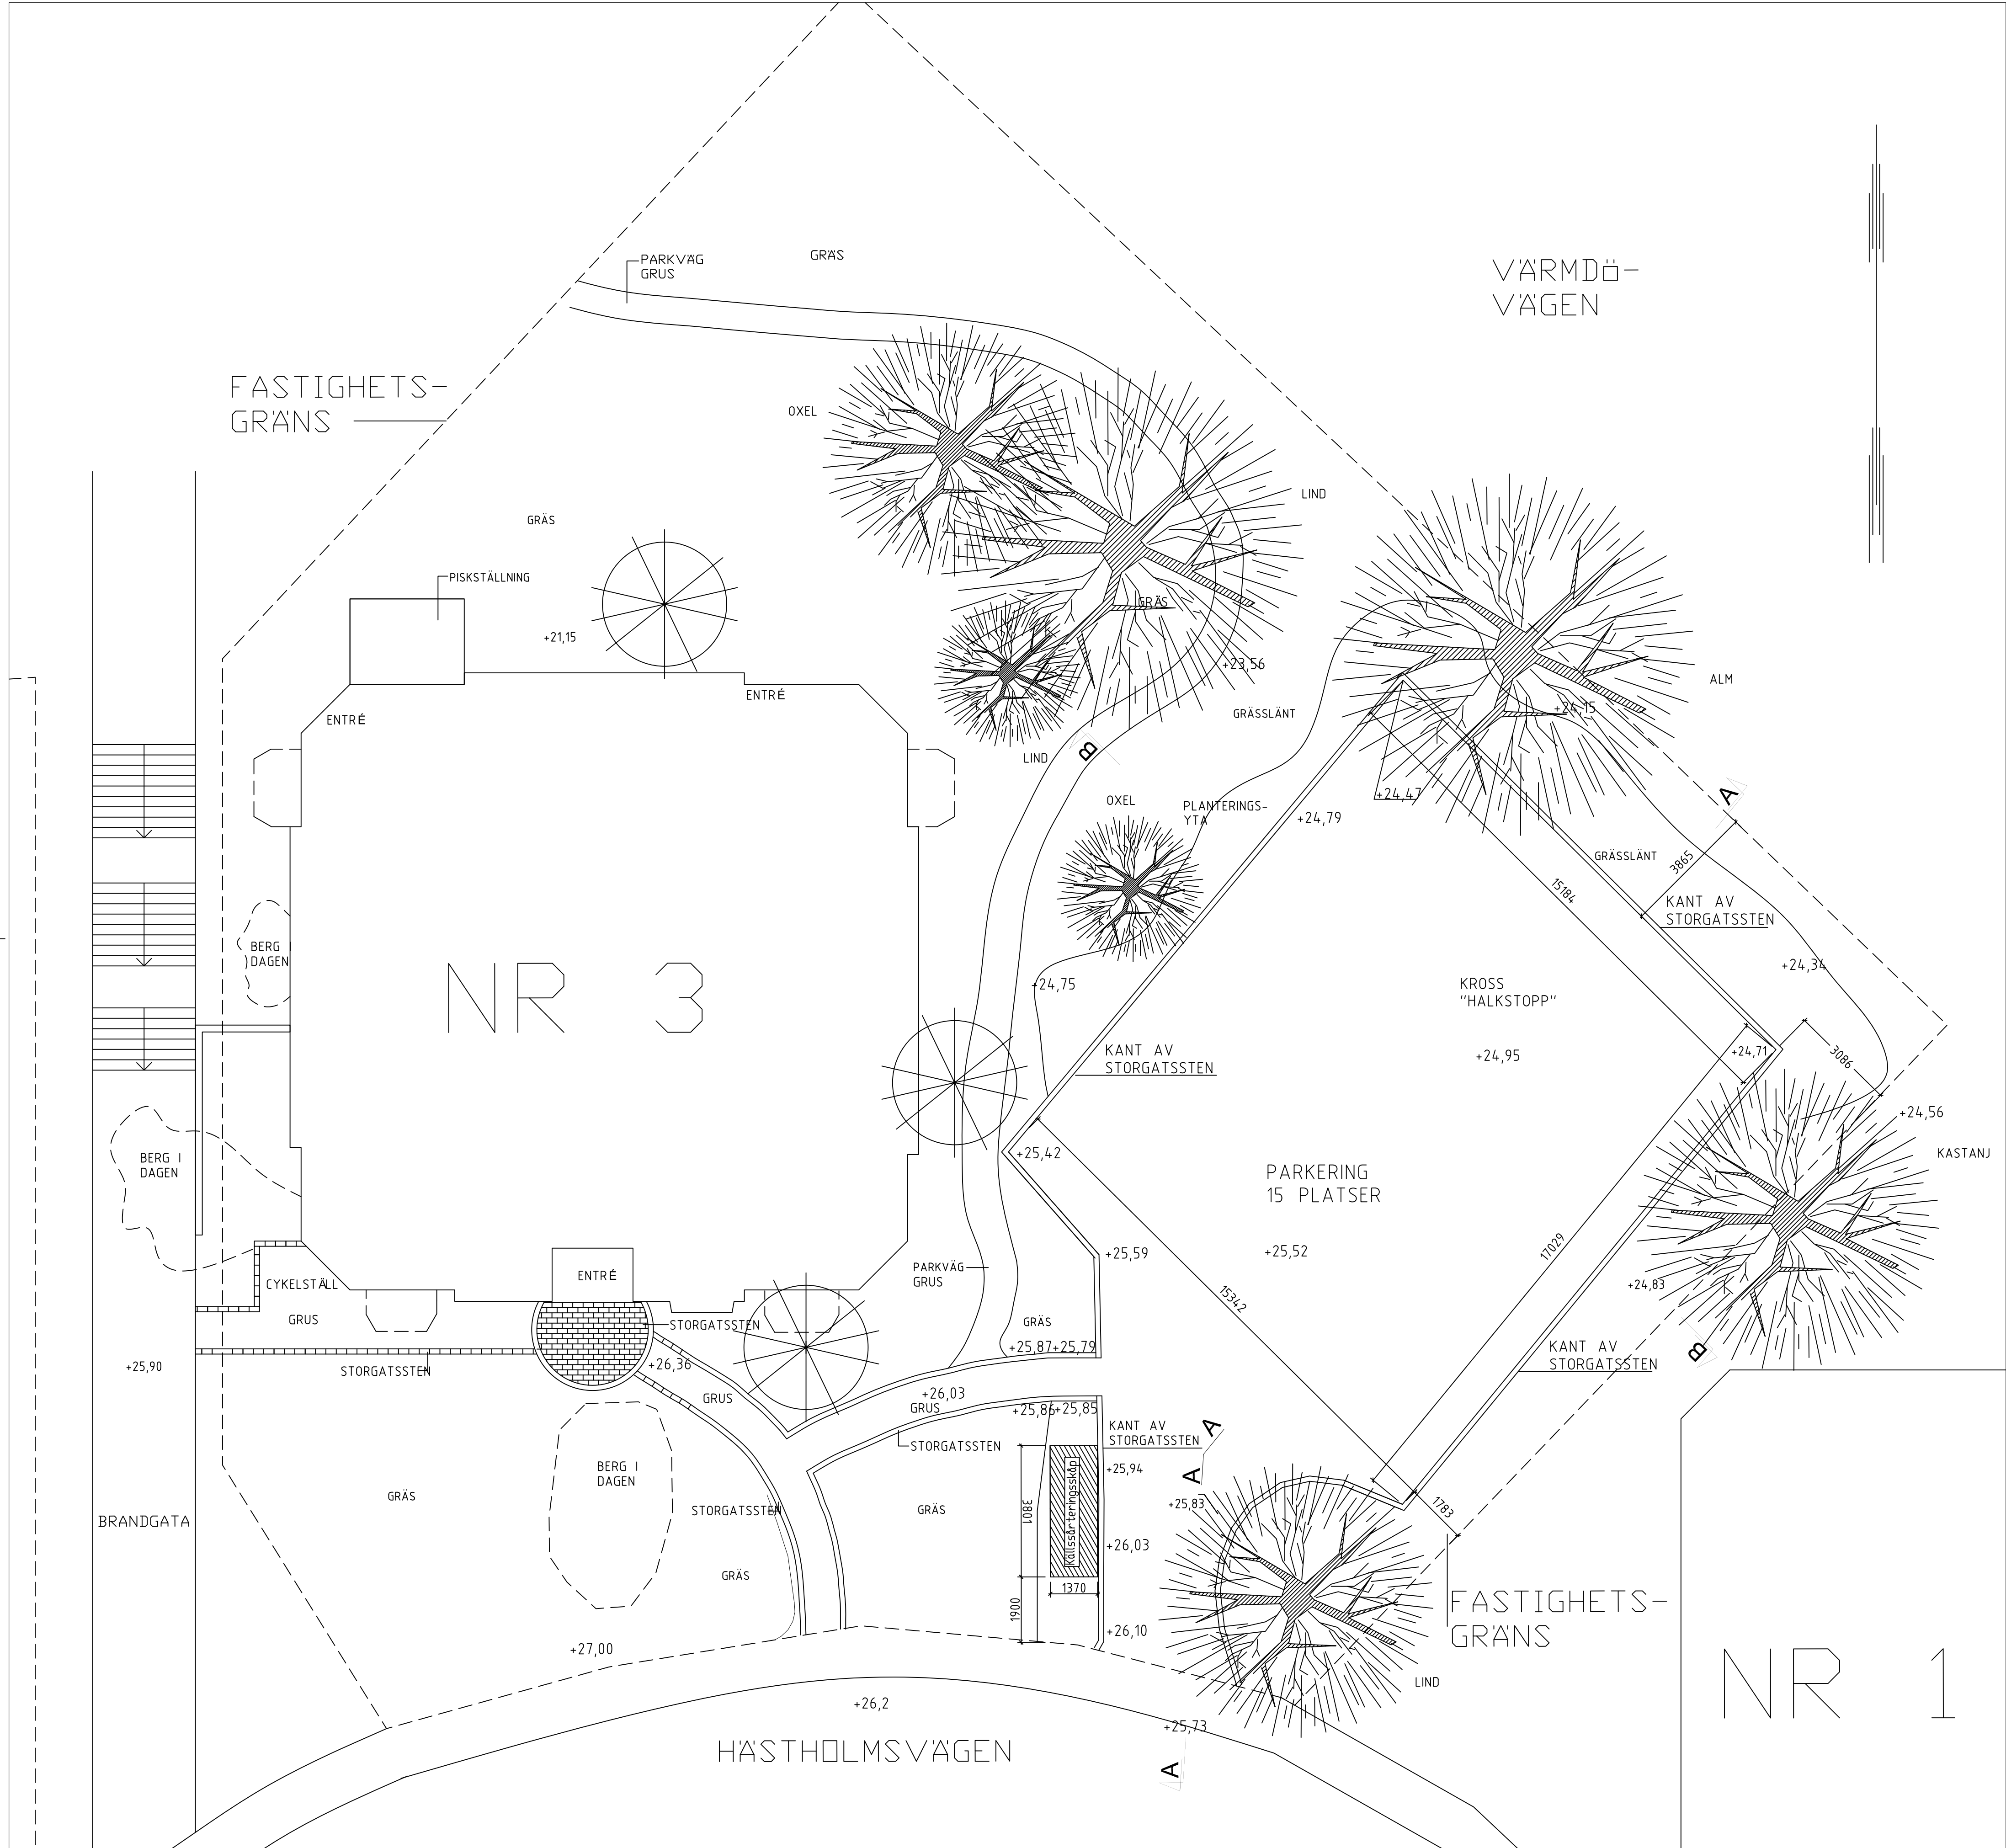 PARKVÄG
GRUS
GRÄS
VÄRMDÖ-
VÄGEN
FASTIGHETS-
GRÄNS
OXEL
LIND
GRÄS
PISKSTÄLLNING
+21,15
GRÄS
+23,56
ALM
ENTRÉ
ENTRÉ
GRÄSSLÄNT
+24,15
LIND
B
+24,47
A
OXEL
PLANTERINGS-
YTA
+24,79
GRÄSSLÄNT
3865
15184
KANT AV
STORGATSSTEN
BERG I
DAGEN
NR 3
+24,75
+24,34
KROSS
"HALKSTOPP"
KANT AV
STORGATSSTEN
+24,95
+24,71
3086
+24,56
+25,42
KASTANJ
BERG I
DAGEN
PARKERING
15 PLATSER
+25,59
+25,52
17029
PARKVÄG
GRUS
ENTRÉ
CYKELSTÄLL
GRUS
+24,83
15342
STORGATSSTEN
GRÄS
+25,87
+25,79
KANT AV
STORGATSSTEN
B
+25,90
STORGATSSTEN
+26,36
GRUS
+26,03
GRUS
+25,86
+25,85
KANT AV
STORGATSSTEN
A
STORGATSSTEN
BERG I
DAGEN
+25,94
A
GRÄS
STORGATSSTEN
GRÄS
3801
Källssårteringsskåp
+25,83
1783
BRANDGATA
+26,03
GRÄS
1370
1900
+26,10
FASTIGHETS-
GRÄNS
+27,00
LIND
NR 1
+26,2
+25,73
HÄSTHOLMSVÄGEN
A